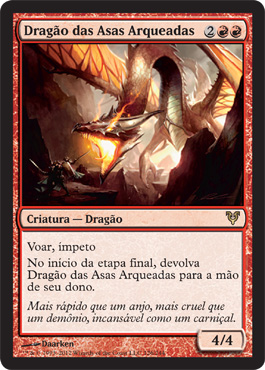 Dragão das Asas Arqueadas 2
Criatura — Dragão
Voar, ímpeto
No início da etapa final, devolva
Dragão das Asas Arqueadas para a mão
de seu dono.
Mais rápido que um anjo, mais cruel que
um demônio, incansável como um carniçal.
Daarken
4/4